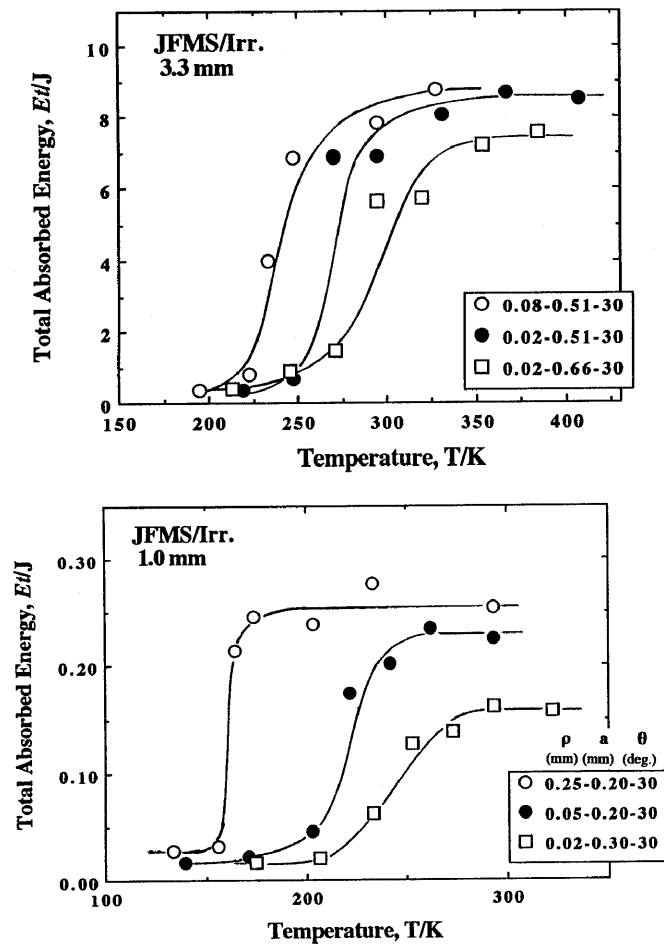 JFMS/Irr.
3.3 mm
10
8
6
4
2
0
Total Absorbed Energy, Et/J
0.08-0.51-30
0.02-0.51-30
0.02-0.66-30
150 200 250 300 350 400
Temperature, T/K
JFMS/Irr.
1.0 mm
0.30
0.20
0.10
0.00
Total Absorbed Energy, Et/J
ρ a θ
(mm) (mm) (deg.)
0.25-0.20-30
0.05-0.20-30
0.02-0.30-30
100 200 300
Temperature, T/K